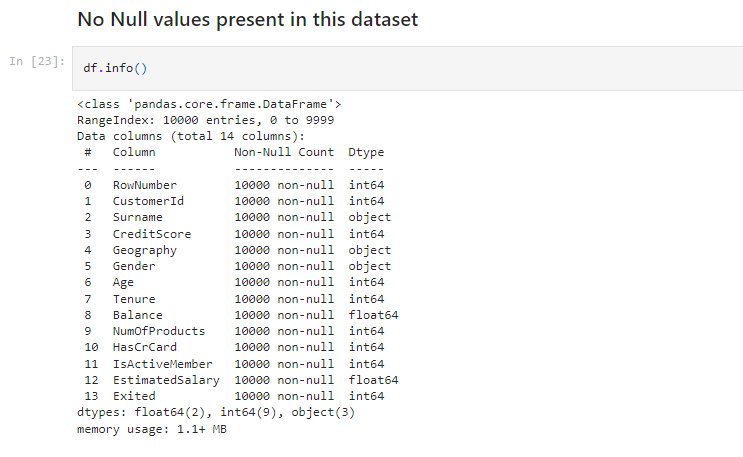 No Null values present in this dataset
In [23]: df.info()
<class 'pandas.core.frame.DataFrame'>
RangeIndex: 10000 entries, 0 to 9999
Data columns (total 14 columns):
 #   Column           Non-Null Count  Dtype
---  ------           --------------  -----
 0   RowNumber        10000 non-null  int64
 1   CustomerId       10000 non-null  int64
 2   Surname          10000 non-null  object
 3   CreditScore      10000 non-null  int64
 4   Geography        10000 non-null  object
 5   Gender           10000 non-null  object
 6   Age              10000 non-null  int64
 7   Tenure           10000 non-null  int64
 8   Balance          10000 non-null  float64
 9   NumOfProducts    10000 non-null  int64
 10  HasCrCard        10000 non-null  int64
 11  IsActiveMember   10000 non-null  int64
 12  EstimatedSalary  10000 non-null  float64
 13  Exited           10000 non-null  int64
dtypes: float64(2), int64(9), object(3)
memory usage: 1.1+ MB